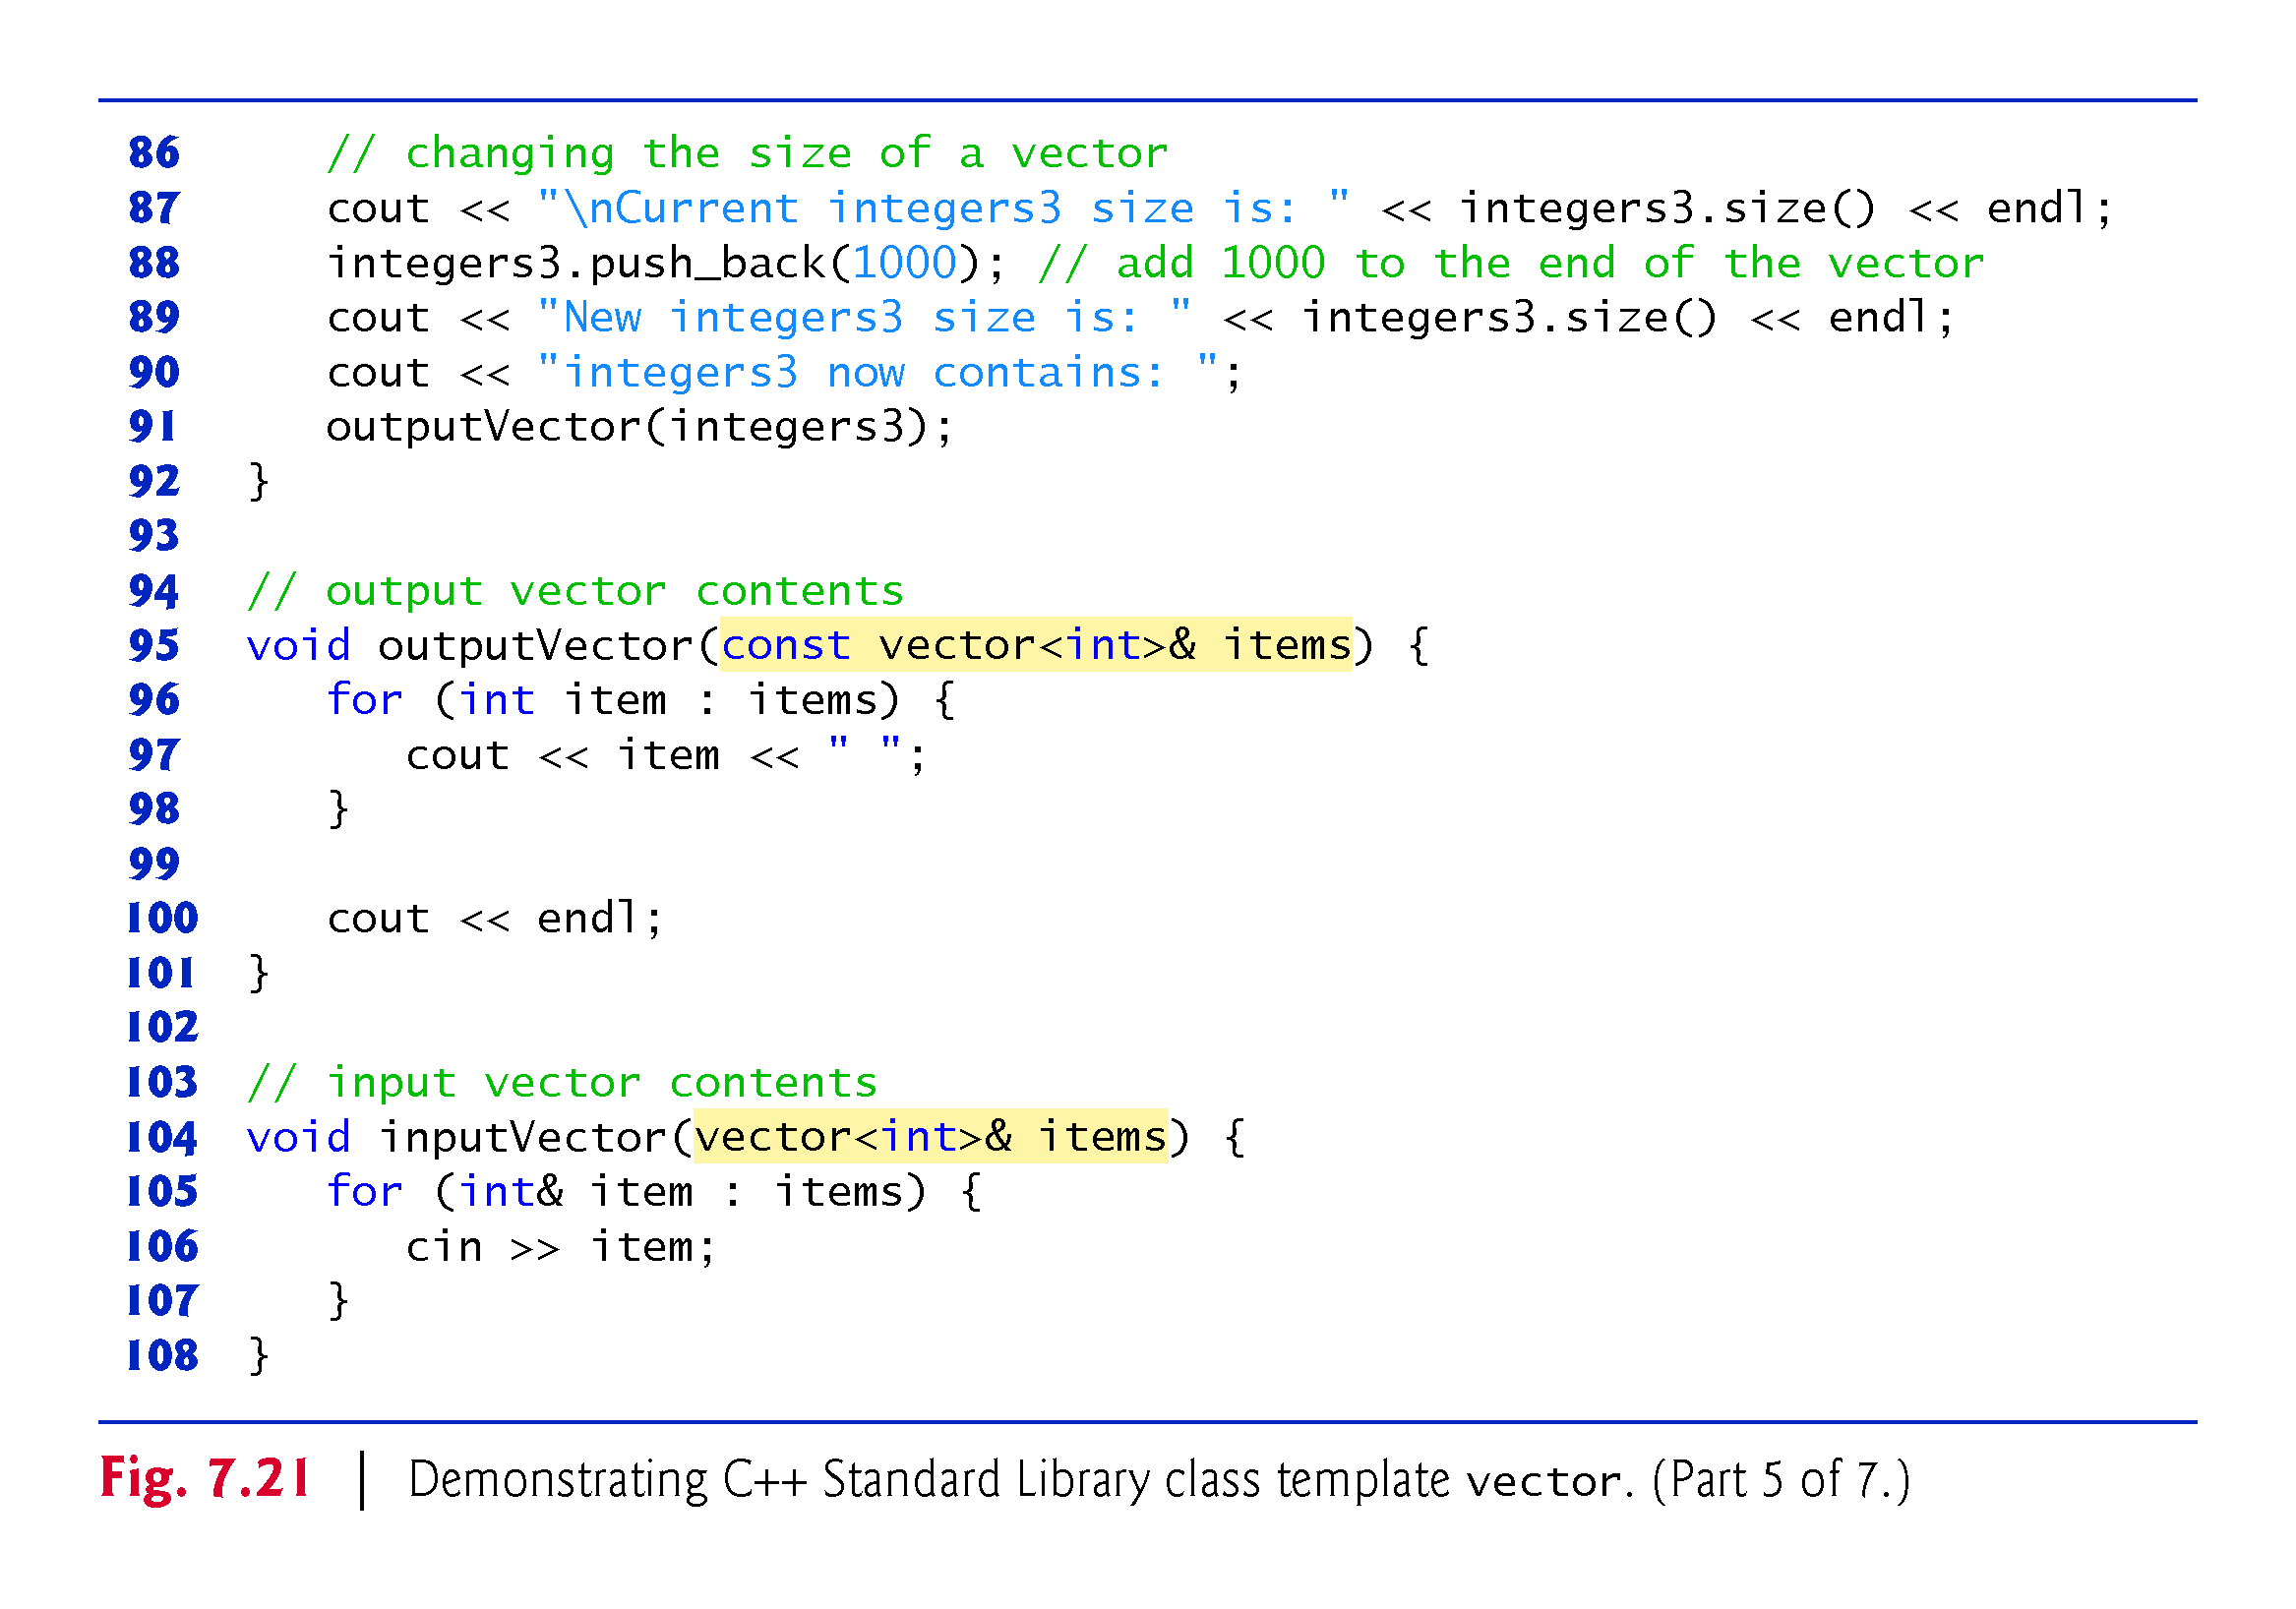 86 // changing the size of a vector
87 cout << "\nCurrent integers3 size is: " << integers3.size() << endl;
88 integers3.push_back(1000); // add 1000 to the end of the vector
89 cout << "New integers3 size is: " << integers3.size() << endl;
90 cout << "integers3 now contains: ";
91 outputVector(integers3);
92 }
93
94 // output vector contents
95 void outputVector(const vector<int>& items) {
96 for (int item : items) {
97 cout << item << " ";
98 }
99
100 cout << endl;
101 }
102
103 // input vector contents
104 void inputVector(vector<int>& items) {
105 for (int& item : items) {
106 cin >> item;
107 }
108 }
Fig. 7.21 | Demonstrating C++ Standard Library class template vector. (Part 5 of 7.)